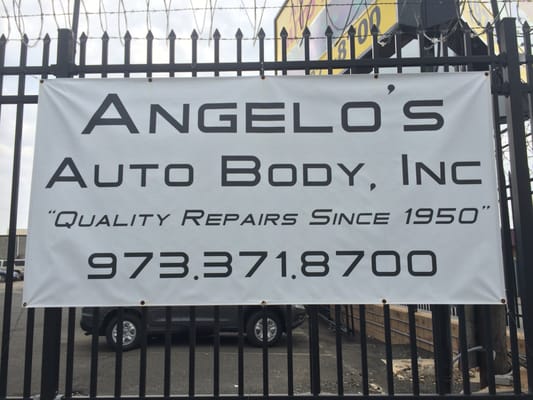 ANGELO'S
AUTO BODY, INC
"QUALITY REPAIRS SINCE 1950"
973.371.8700